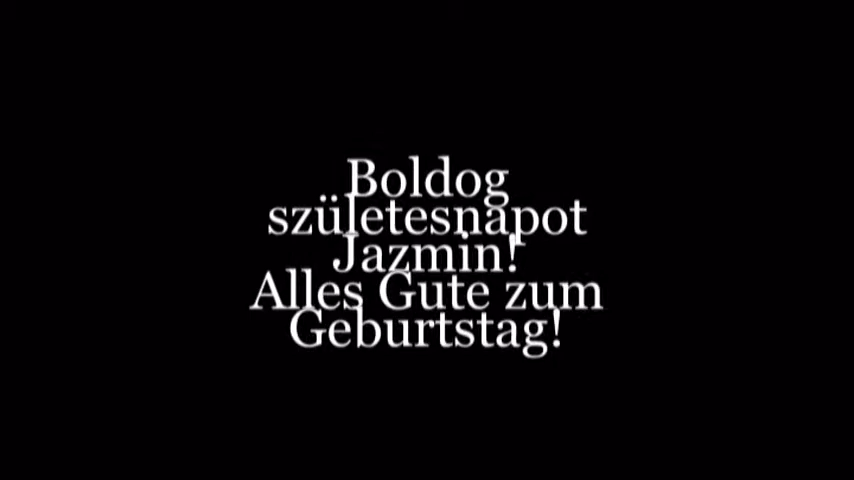 Boldog
születesnapot
Jazmin!
Alles Gute zum
Geburtstag!